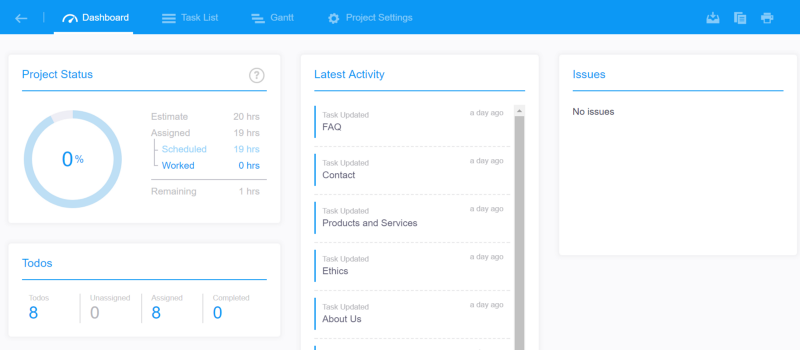 Dashboard
Task List
Gantt
Project Settings
Project Status
?
0 %
Estimate 20 hrs
Assigned 19 hrs
Scheduled 19 hrs
Worked 0 hrs
Remaining 1 hrs
Todos
Todos Unassigned Assigned Completed
8 0 8 0
Latest Activity
Task Updated a day ago
FAQ
Task Updated a day ago
Contact
Task Updated a day ago
Products and Services
Task Updated a day ago
Ethics
Task Updated a day ago
About Us
Issues
No issues